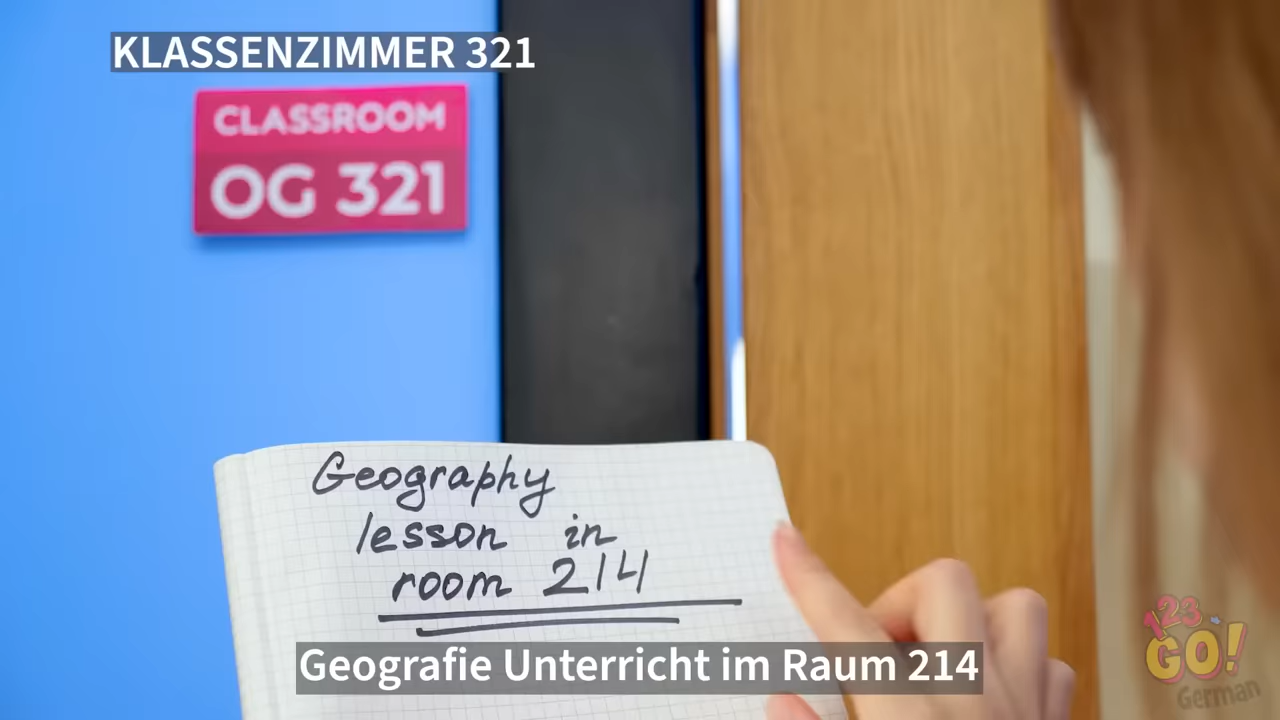 KLASSENZIMMER 321
CLASSROOM
OG 321
Geography
lesson in
room 214
Geografie Unterricht im Raum 214
123
GO!
German